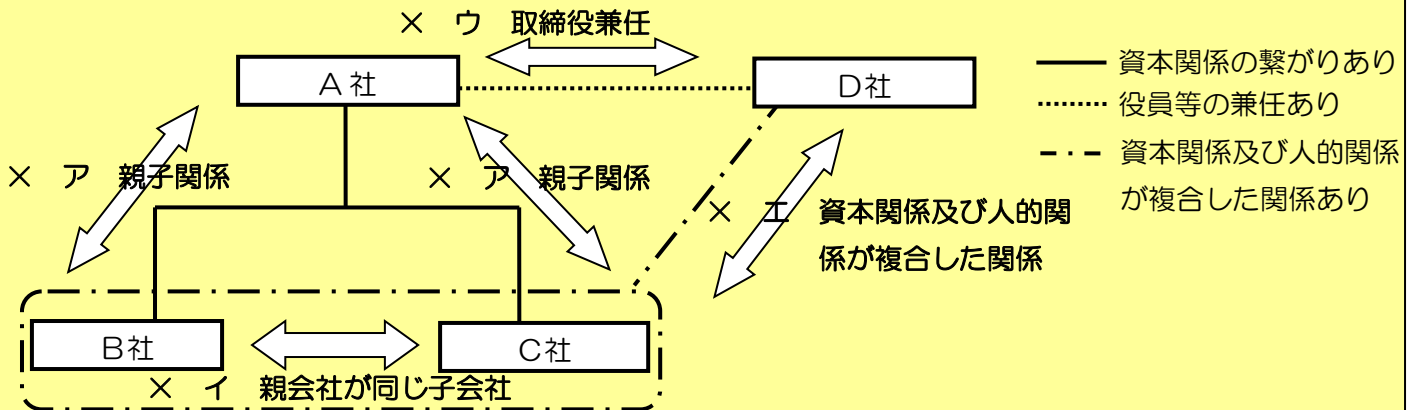 × ウ 取締役兼任
A社
D社
資本関係の繋がりあり
役員等の兼任あり
資本関係及び人的関係
が複合した関係あり
× ア 親子関係
× ア 親子関係
× エ 資本関係及び人的関
係が複合した関係
B社
C社
× イ 親会社が同じ子会社